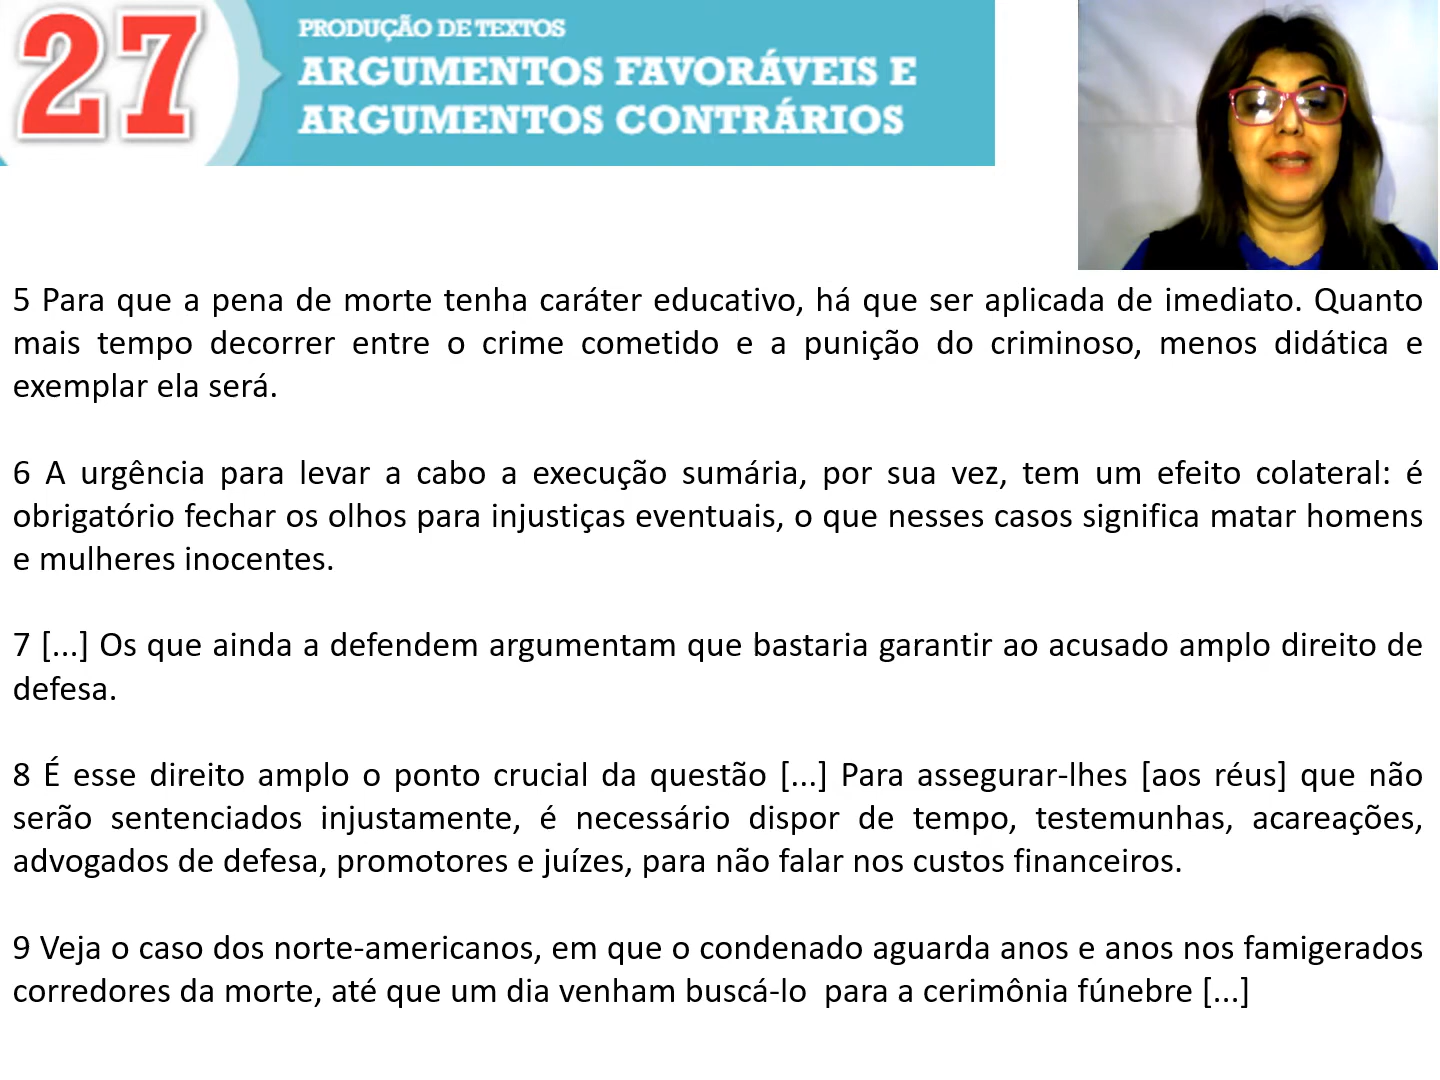 27
PRODUÇÃO DE TEXTOS
ARGUMENTOS FAVORÁVEIS E
ARGUMENTOS CONTRÁRIOS
5 Para que a pena de morte tenha caráter educativo, há que ser aplicada de imediato. Quanto
mais tempo decorrer entre o crime cometido e a punição do criminoso, menos didática e
exemplar ela será.
6 A urgência para levar a cabo a execução sumária, por sua vez, tem um efeito colateral: é
obrigatório fechar os olhos para injustiças eventuais, o que nesses casos significa matar homens
e mulheres inocentes.
7 [...] Os que ainda a defendem argumentam que bastaria garantir ao acusado amplo direito de
defesa.
8 É esse direito amplo o ponto crucial da questão [...] Para assegurar-lhes [aos réus] que não
serão sentenciados injustamente, é necessário dispor de tempo, testemunhas, acareações,
advogados de defesa, promotores e juízes, para não falar nos custos financeiros.
9 Veja o caso dos norte-americanos, em que o condenado aguarda anos e anos nos famigerados
corredores da morte, até que um dia venham buscá-lo  para a cerimônia fúnebre [...]